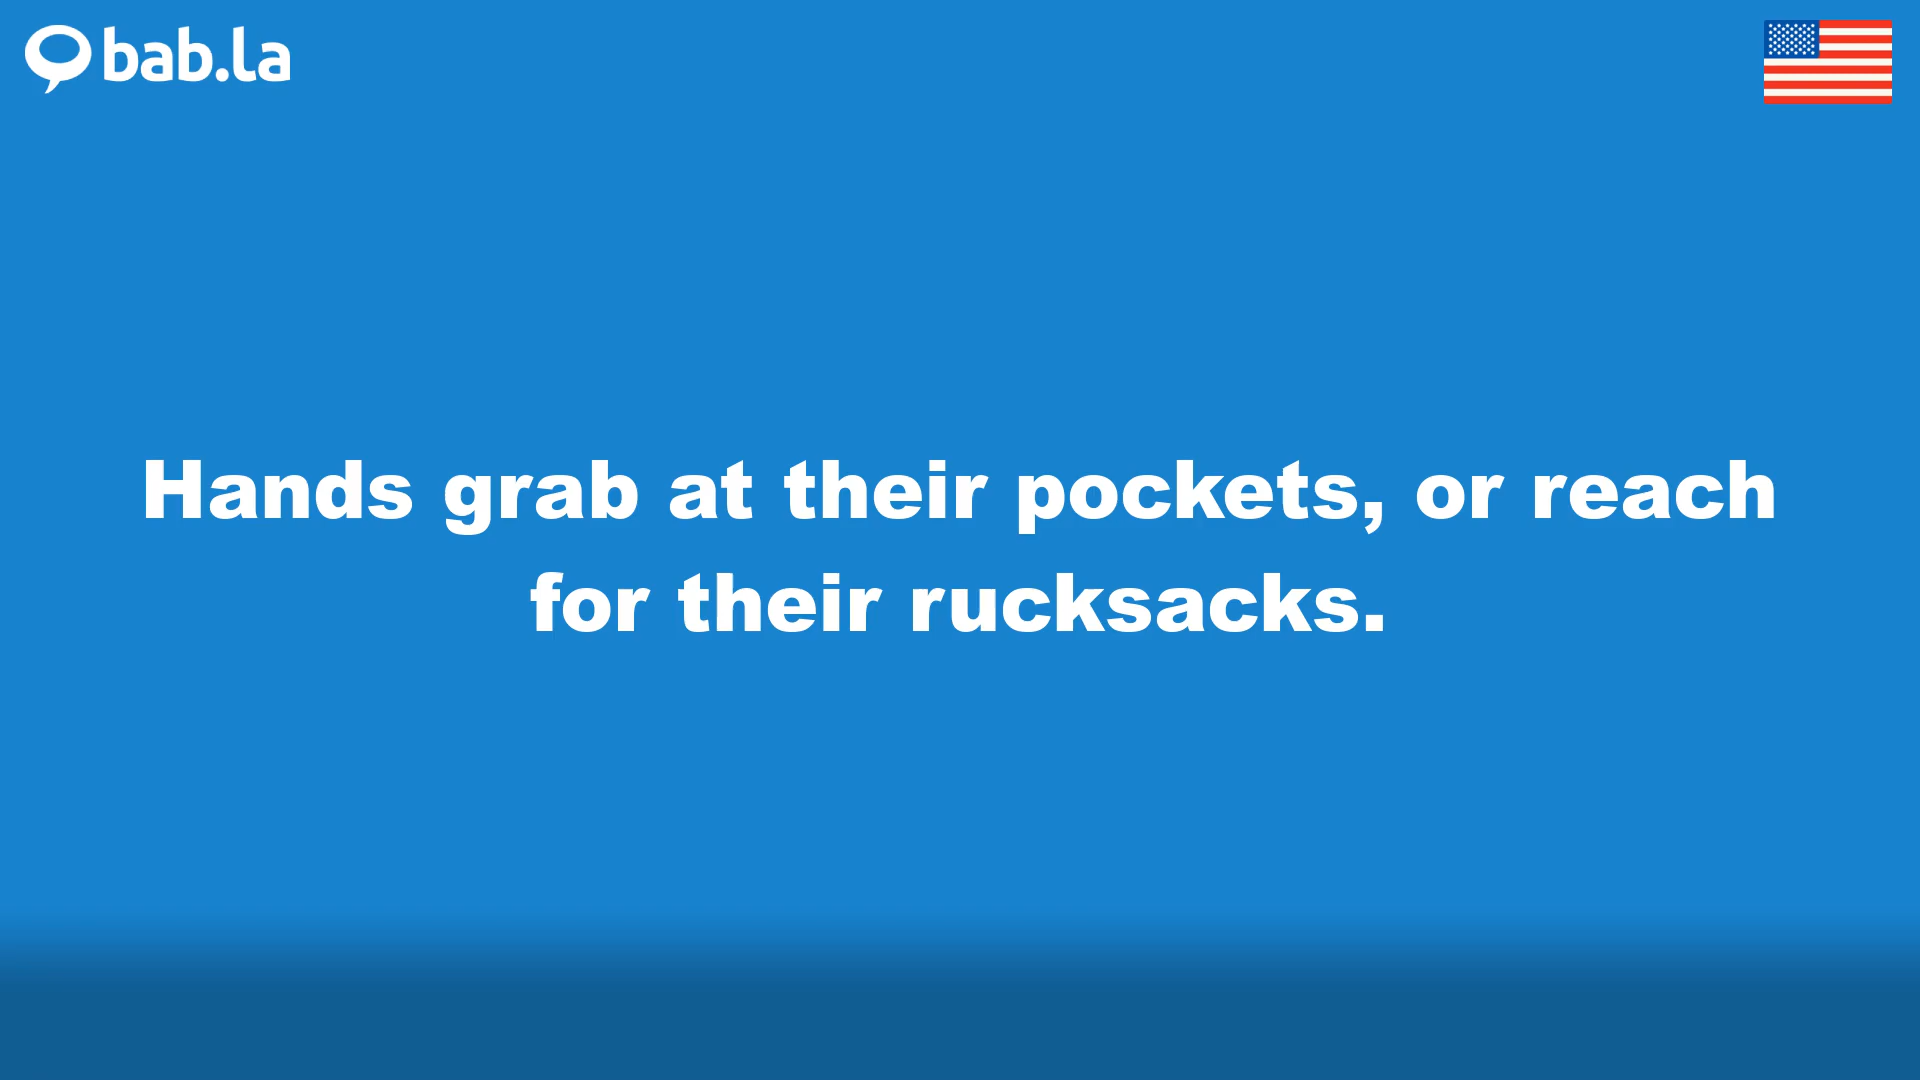 bab.la
Hands grab at their pockets, or reach
for their rucksacks.